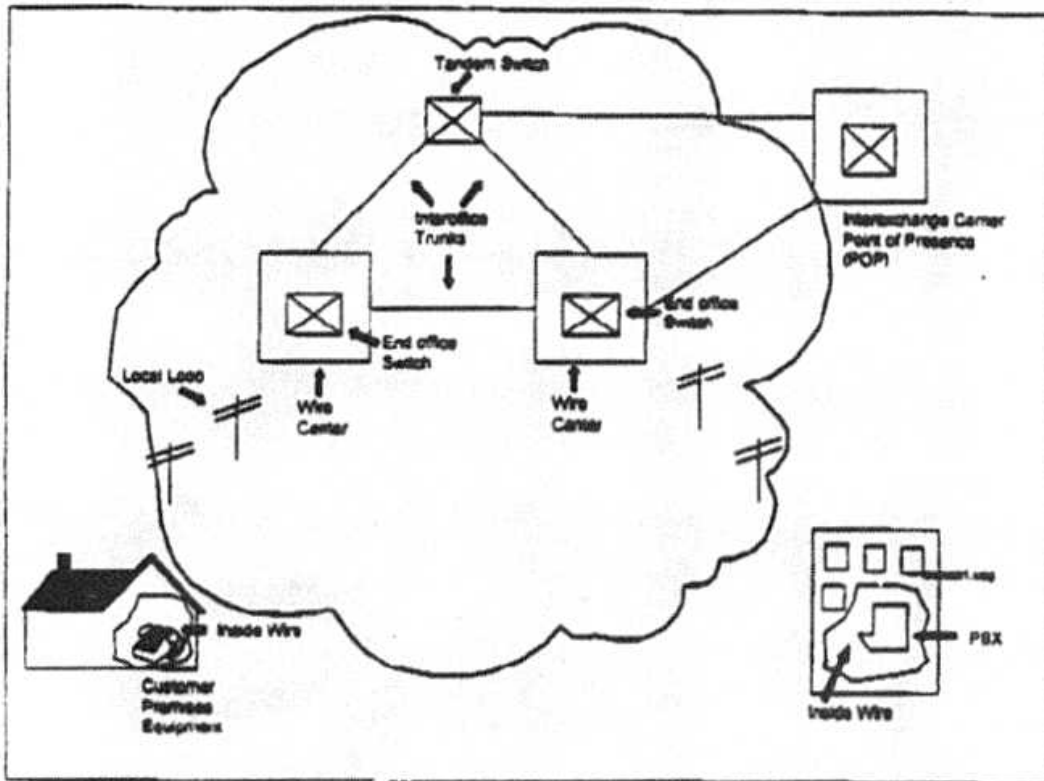 Tandem Switch
Interoffice
Trunks
Interexchange Carrier
Point of Presence
(POP)
End office
Switch
End office
Switch
Local Loop
Wire
Center
Wire
Center
Inside Wire
Customer
Premises
Equipment
PBX
Inside Wire